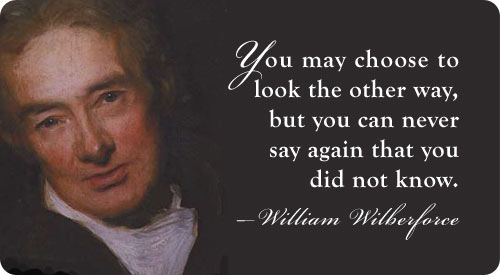 You may choose to
look the other way,
but you can never
say again that you
did not know.
—William Wilberforce